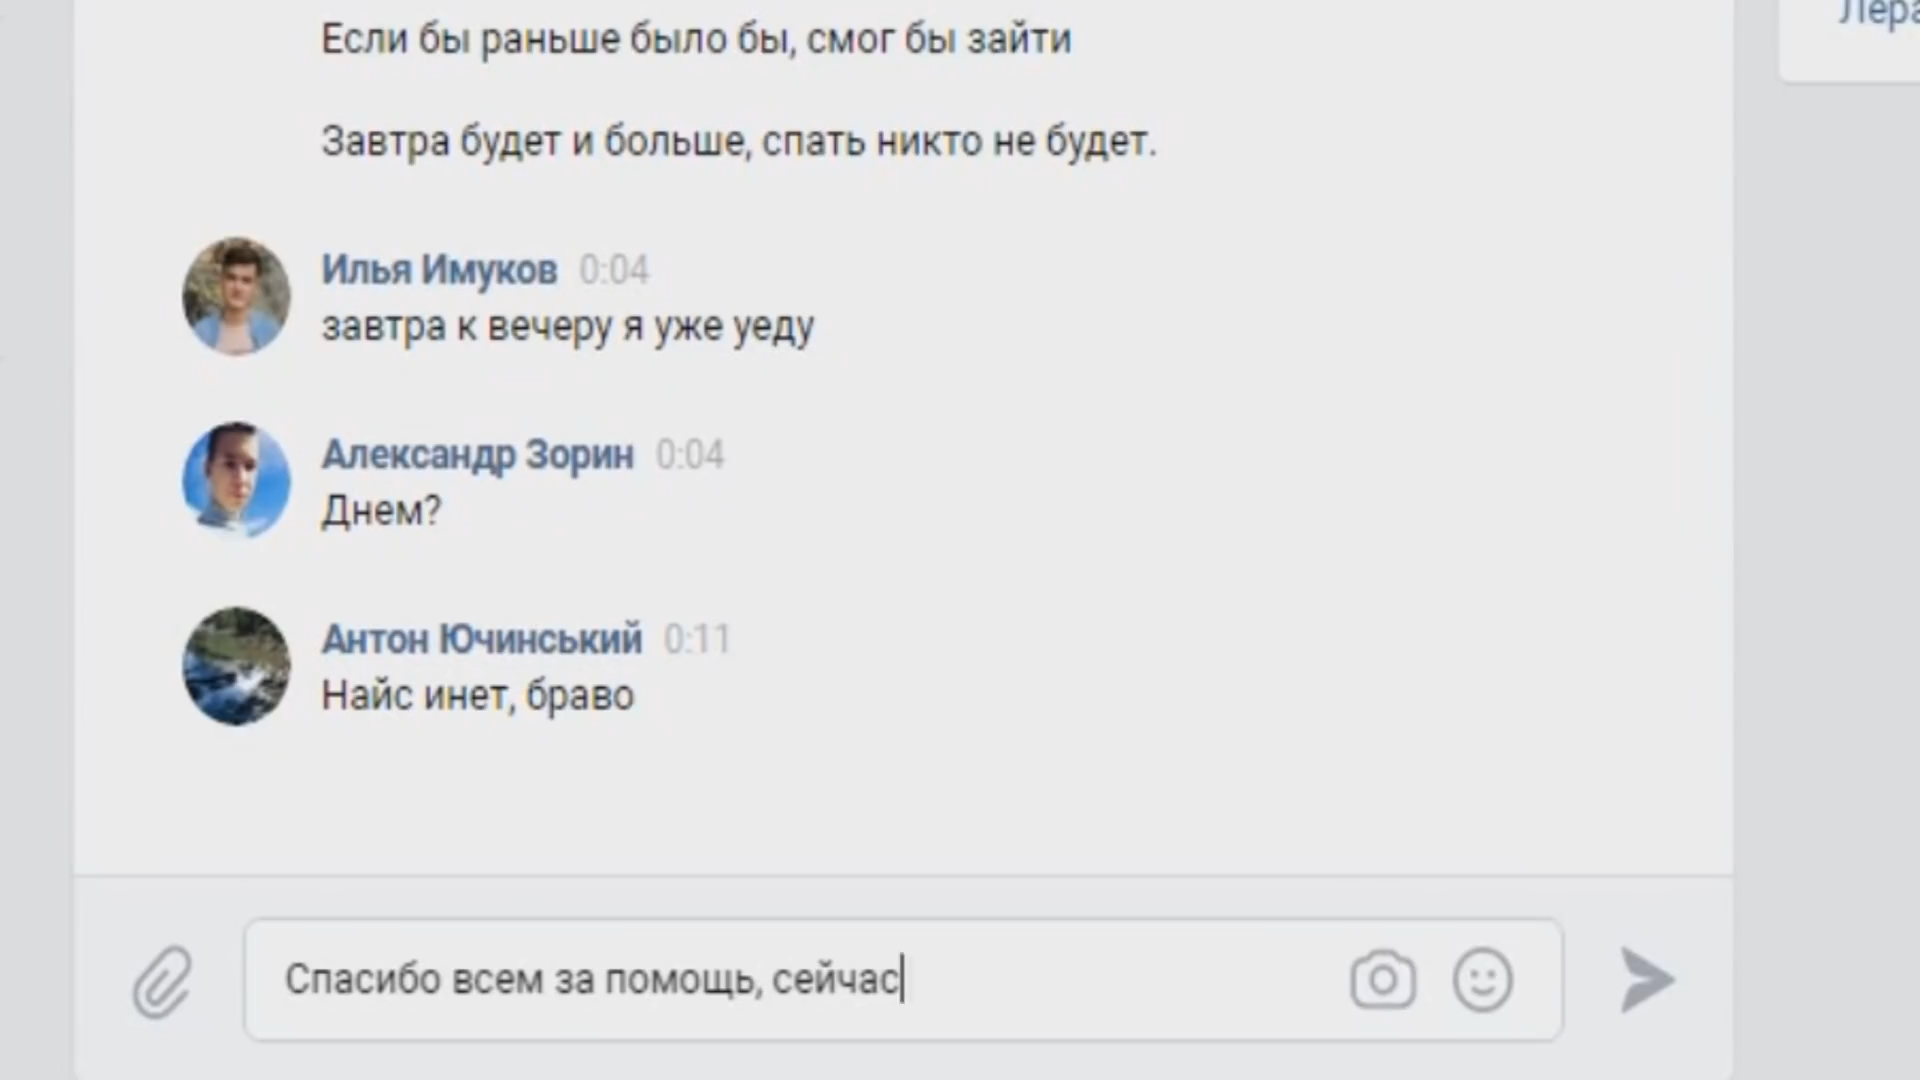 Лера
Если бы раньше было бы, смог бы зайти
Завтра будет и больше, спать никто не будет.
Илья Имуков 0:04
завтра к вечеру я уже уеду
Александр Зорин 0:04
Днем?
Антон Ючинський 0:11
Найс инет, браво
Спасибо всем за помощь, сейчас